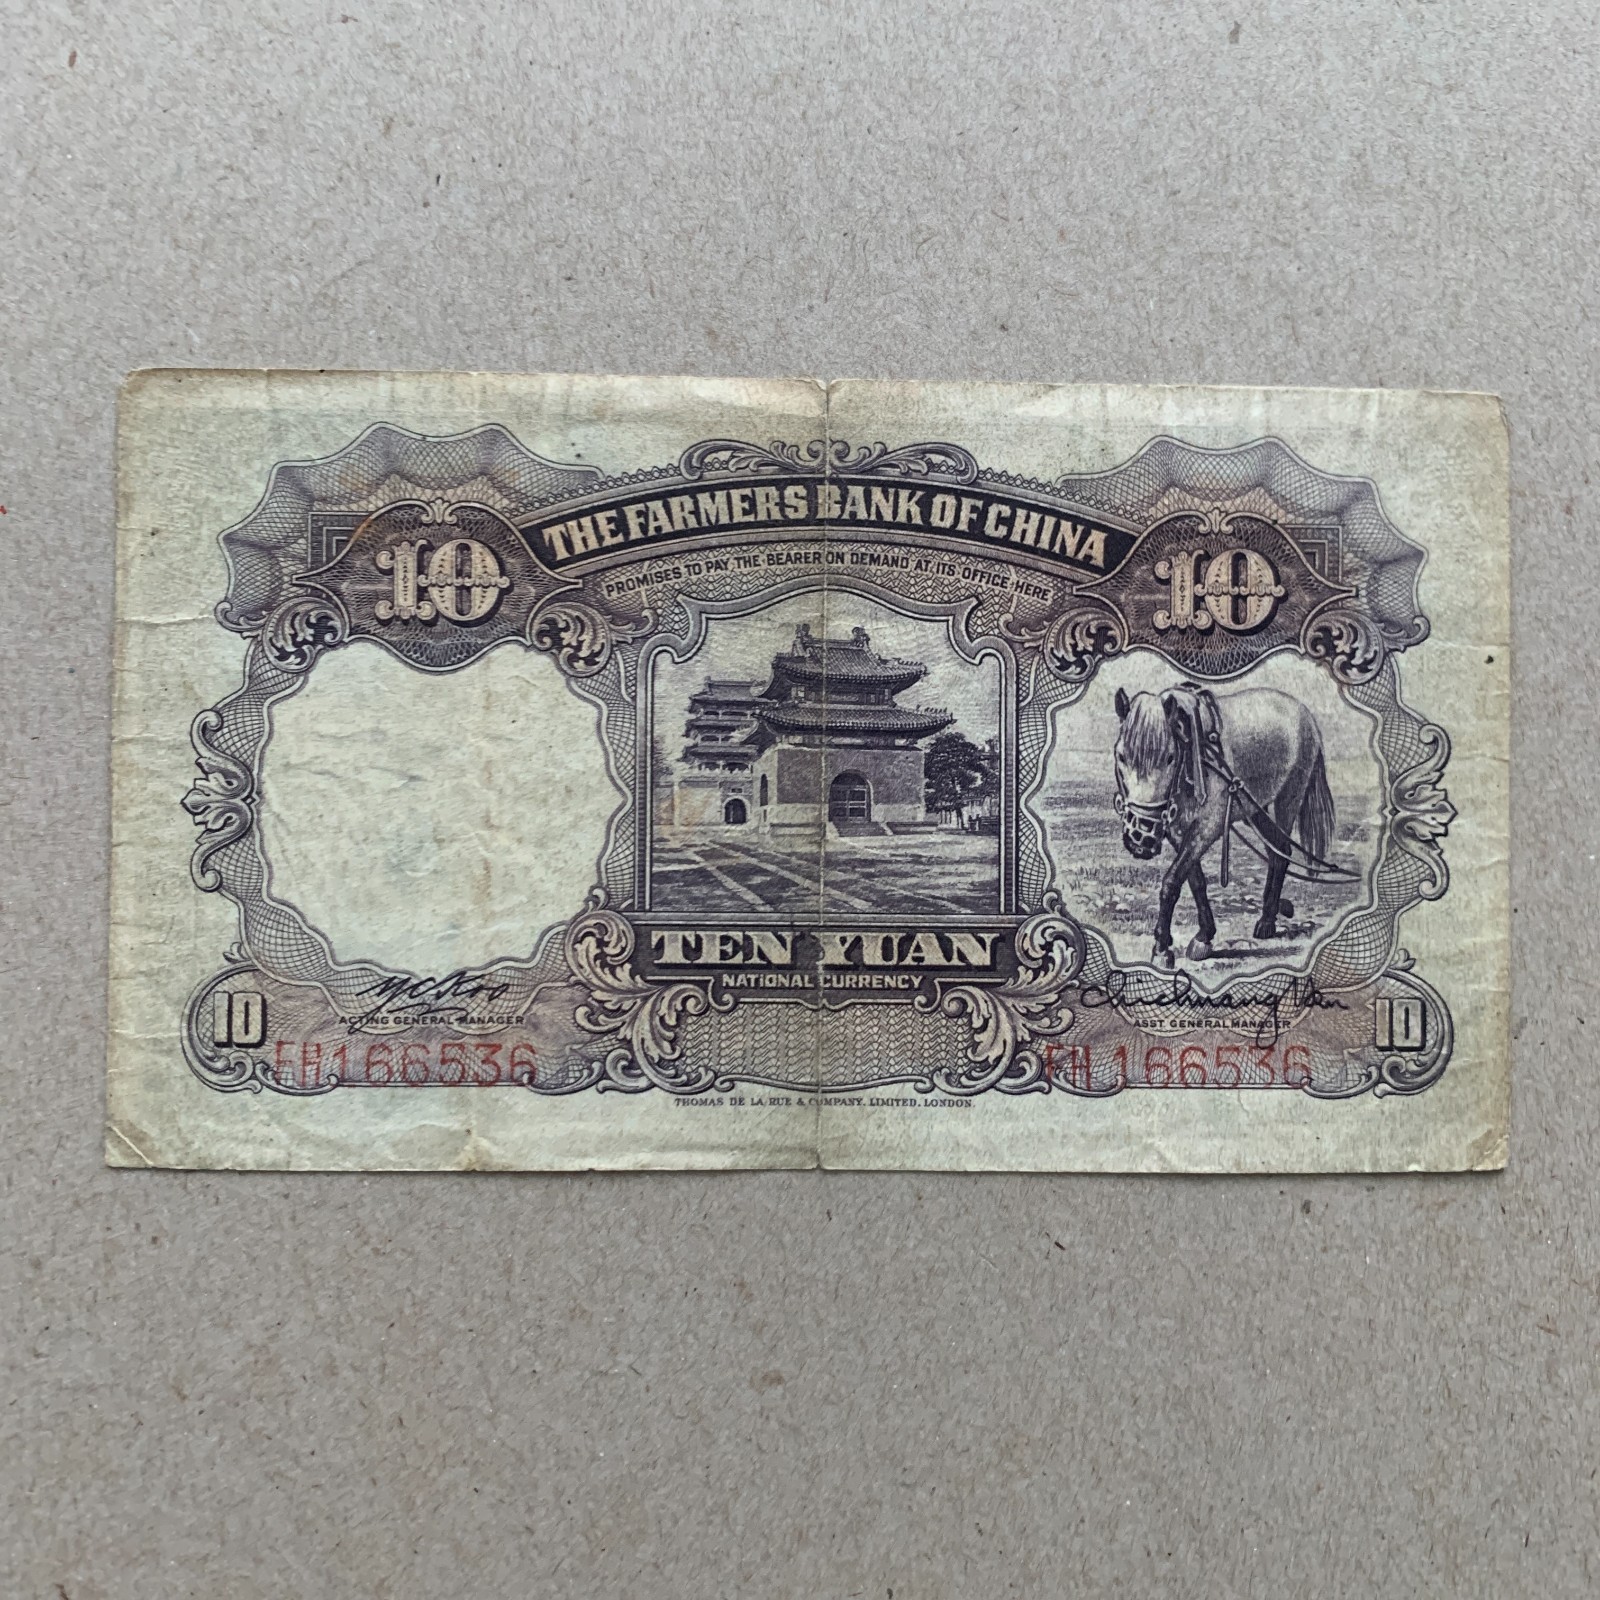 THE FARMERS BANK OF CHINA
10 10
PROMISES TO PAY THE BEARER ON DEMAND AT ITS OFFICE HERE
TEN YUAN
NATIONAL CURRENCY
Y C Koo
ACTING GENERAL MANAGER
ASST GENERAL MANAGER
10 10
FH166536 FH166536
THOMAS DE LA RUE & COMPANY, LIMITED, LONDON.